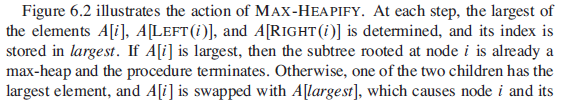 Figure 6.2 illustrates the action of MAX-HEAPIFY. At each step, the largest of
the elements A[i], A[LEFT(i)], and A[RIGHT(i)] is determined, and its index is
stored in largest. If A[i] is largest, then the subtree rooted at node i is already a
max-heap and the procedure terminates. Otherwise, one of the two children has the
largest element, and A[i] is swapped with A[largest], which causes node i and its